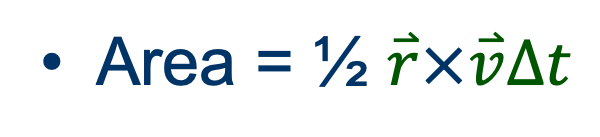 • Area = ½ r⃗×v⃗Δt